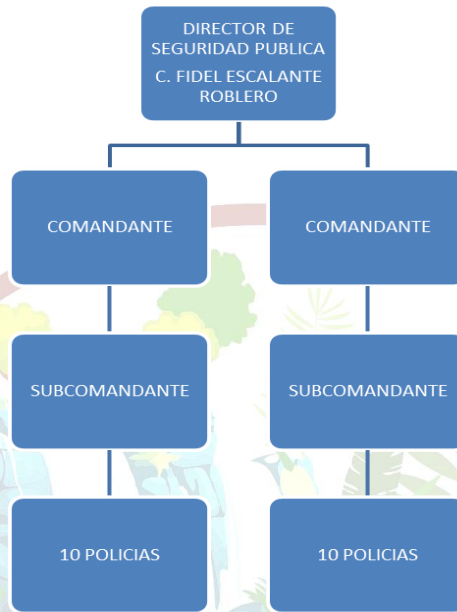 DIRECTOR DE
SEGURIDAD PUBLICA
C. FIDEL ESCALANTE
ROBLERO
COMANDANTE
COMANDANTE
SUBCOMANDANTE
SUBCOMANDANTE
10 POLICIAS
10 POLICIAS